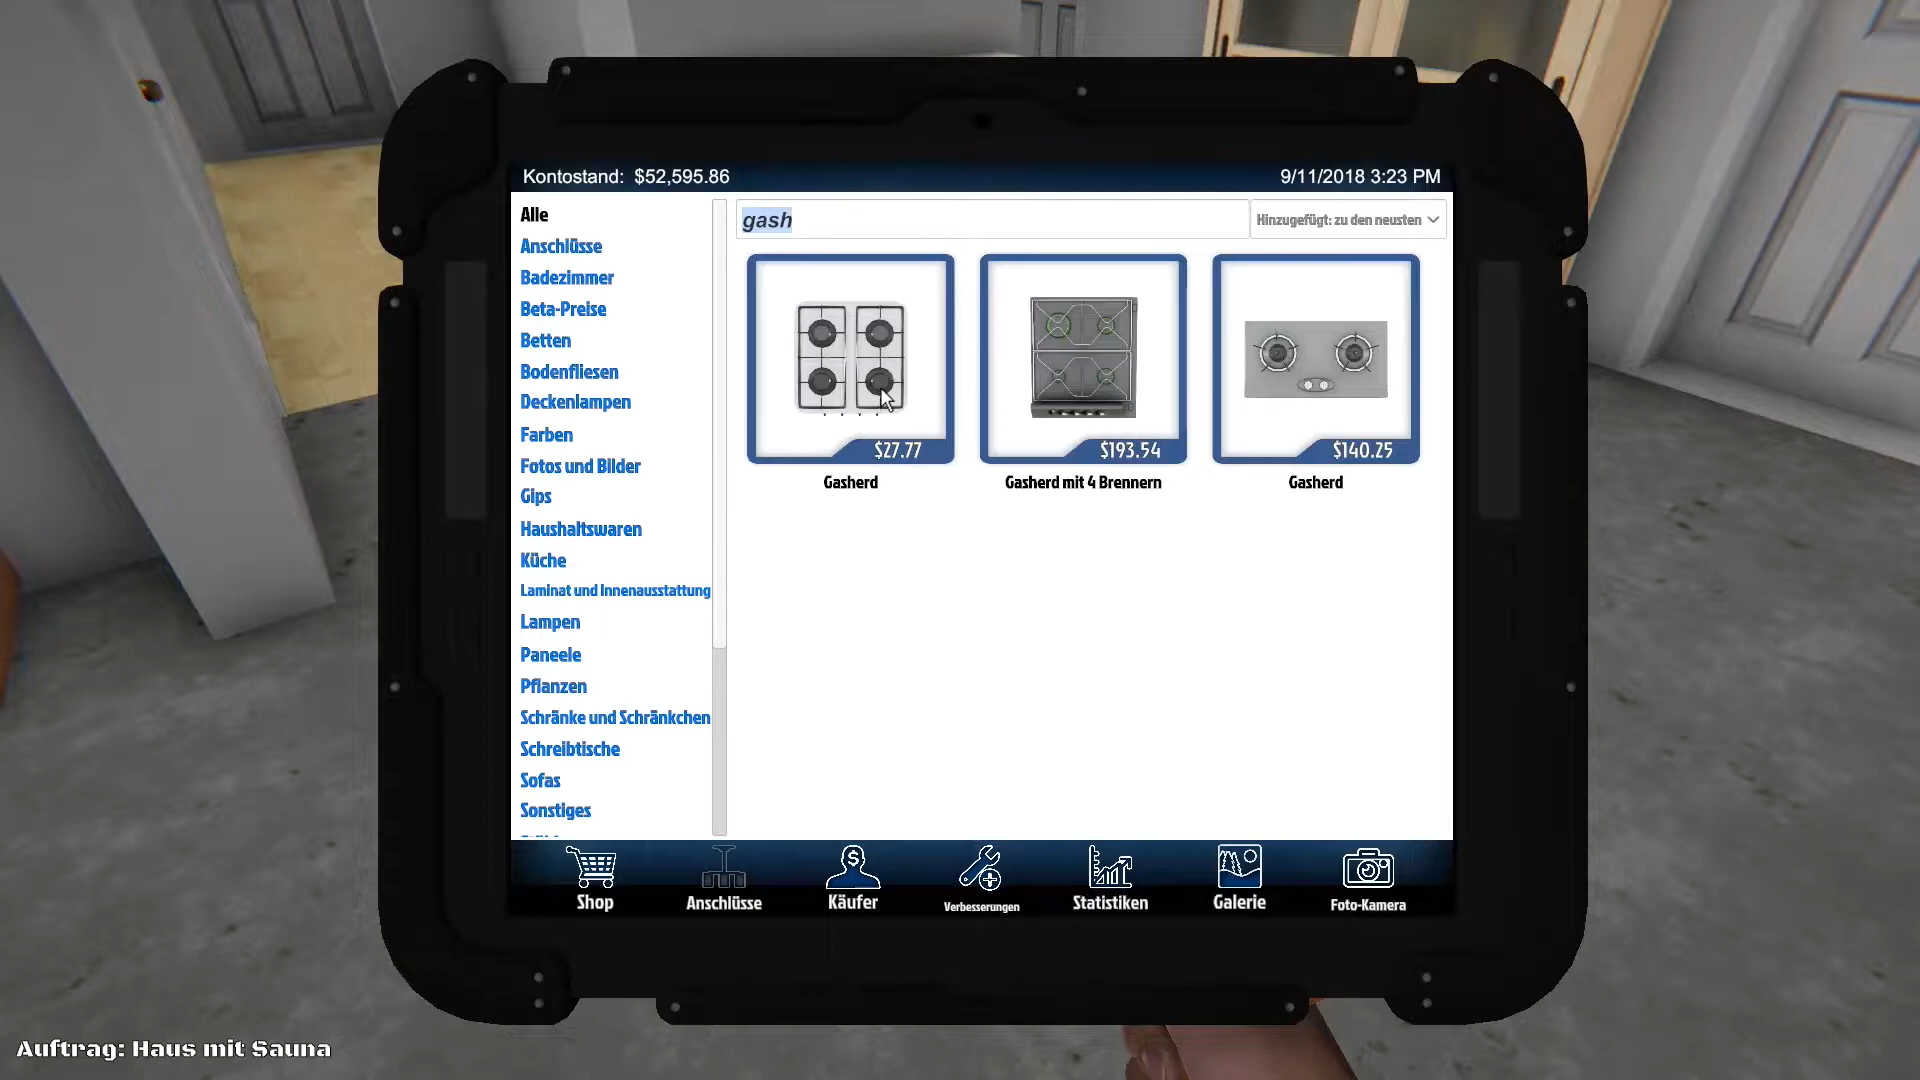 Kontostand: $52,595.86
9/11/2018 3:23 PM
Alle
Anschlüsse
Badezimmer
Beta-Preise
Betten
Bodenfliesen
Deckenlampen
Farben
Fotos und Bilder
Gips
Haushaltswaren
Küche
Laminat und Innenausstattung
Lampen
Paneele
Pflanzen
Schränke und Schränkchen
Schreibtische
Sofas
Sonstiges
gash
Hinzugefügt: zu den neusten
$27.77
Gasherd
$193.54
Gasherd mit 4 Brennern
$140.25
Gasherd
Shop
Anschlüsse
Käufer
Verbesserungen
Statistiken
Galerie
Foto-Kamera
Auftrag: Haus mit Sauna